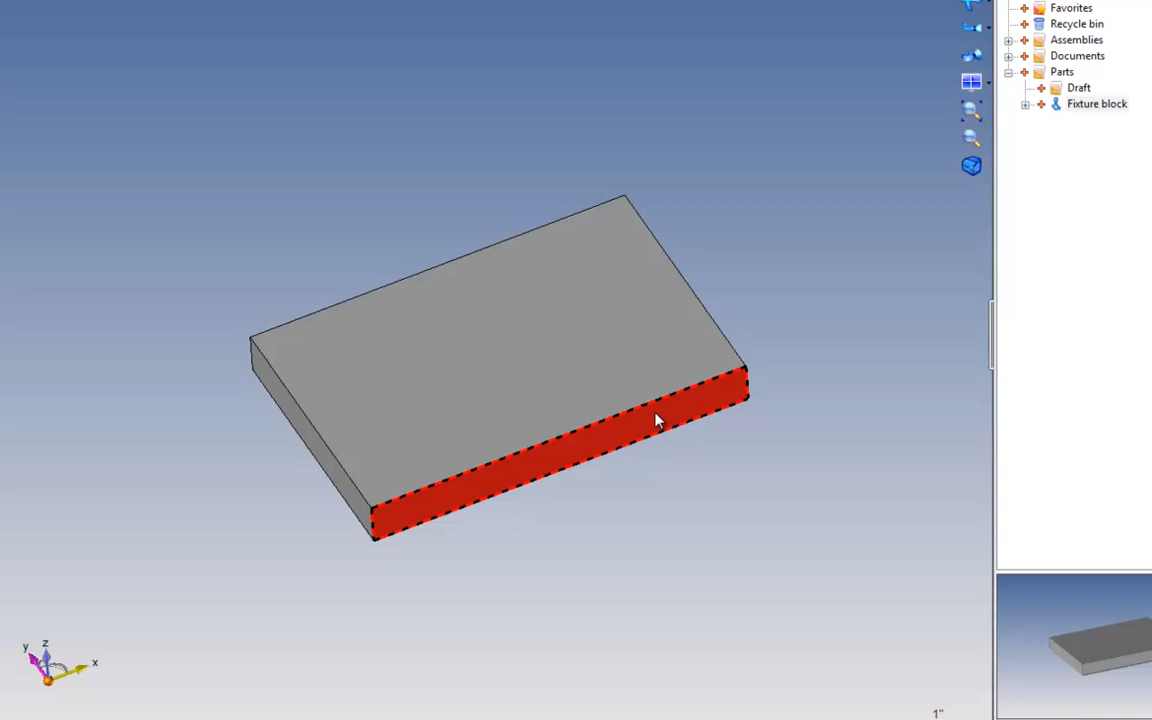 Favorites
Recycle bin
Assemblies
Documents
Parts
Draft
Fixture block
z
y
x
1"